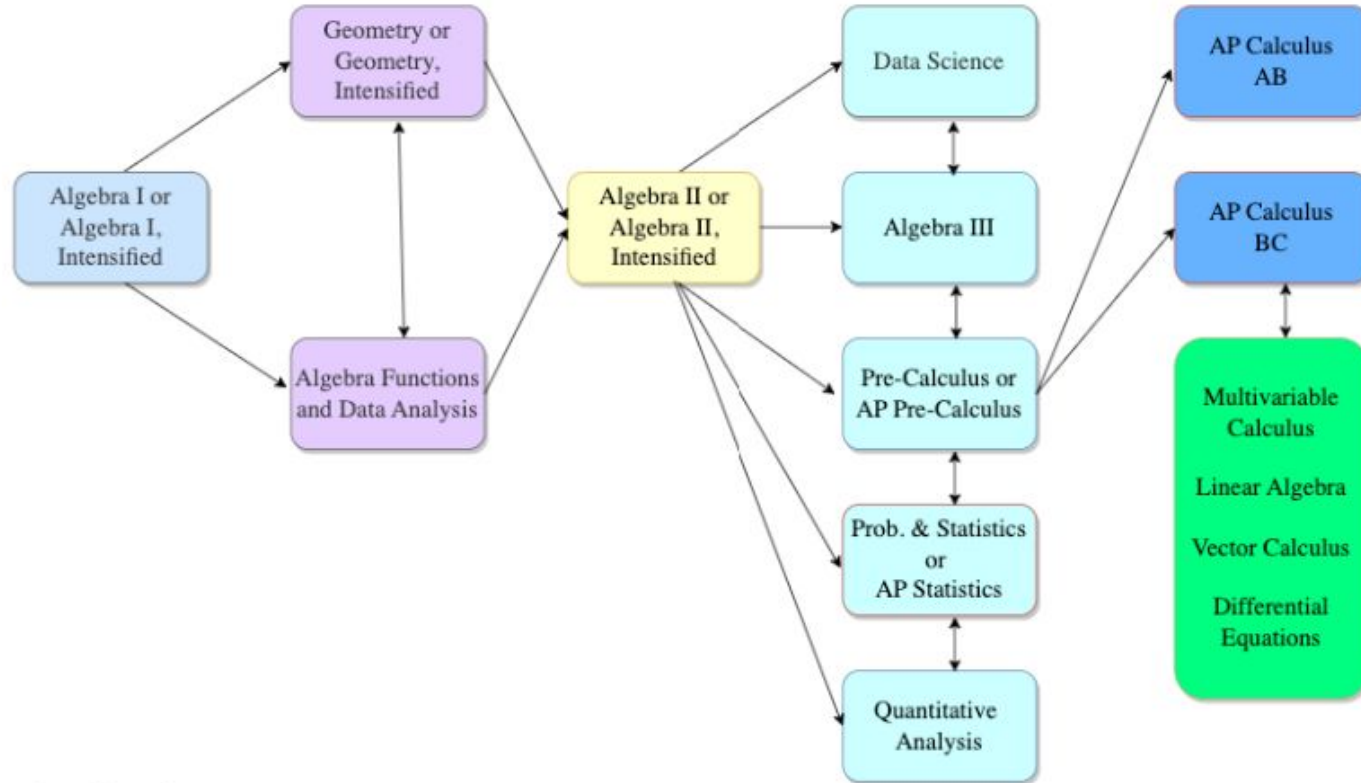 Geometry or
Geometry,
Intensified
Algebra I or
Algebra I,
Intensified
Algebra Functions
and Data Analysis
Algebra II or
Algebra II,
Intensified
Data Science
Algebra III
Pre-Calculus or
AP Pre-Calculus
Prob. & Statistics
or
AP Statistics
Quantitative
Analysis
AP Calculus
AB
AP Calculus
BC
Multivariable
Calculus
Linear Algebra
Vector Calculus
Differential
Equations